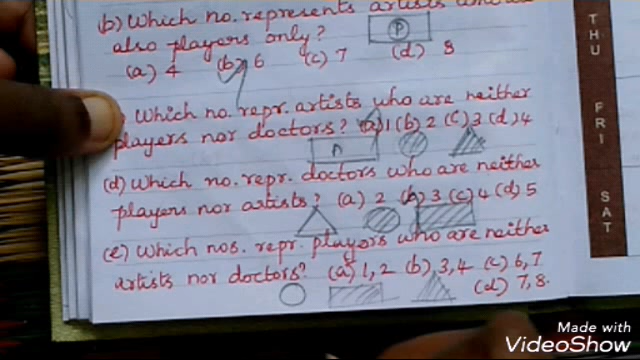 (b) Which no. represents artists who are
also players only?
P
(a) 4 (b) 6 (c) 7 (d) 8
Which no. repr. artists who are neither
players nor doctors? (a) 1 (b) 2 (c) 3 (d) 4
A
(d) Which no. repr. doctors who are neither
players nor artists? (a) 2 (b) 3 (c) 4 (d) 5
(e) Which nos. repr. players who are neither
artists nor doctors? (a) 1, 2 (b) 3, 4 (c) 6, 7
(d) 7, 8.
THU
FRI
SAT
Made with
VideoShow